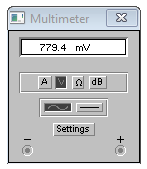 Multimeter
779.4 mV
A V Ω dB
Settings
− +